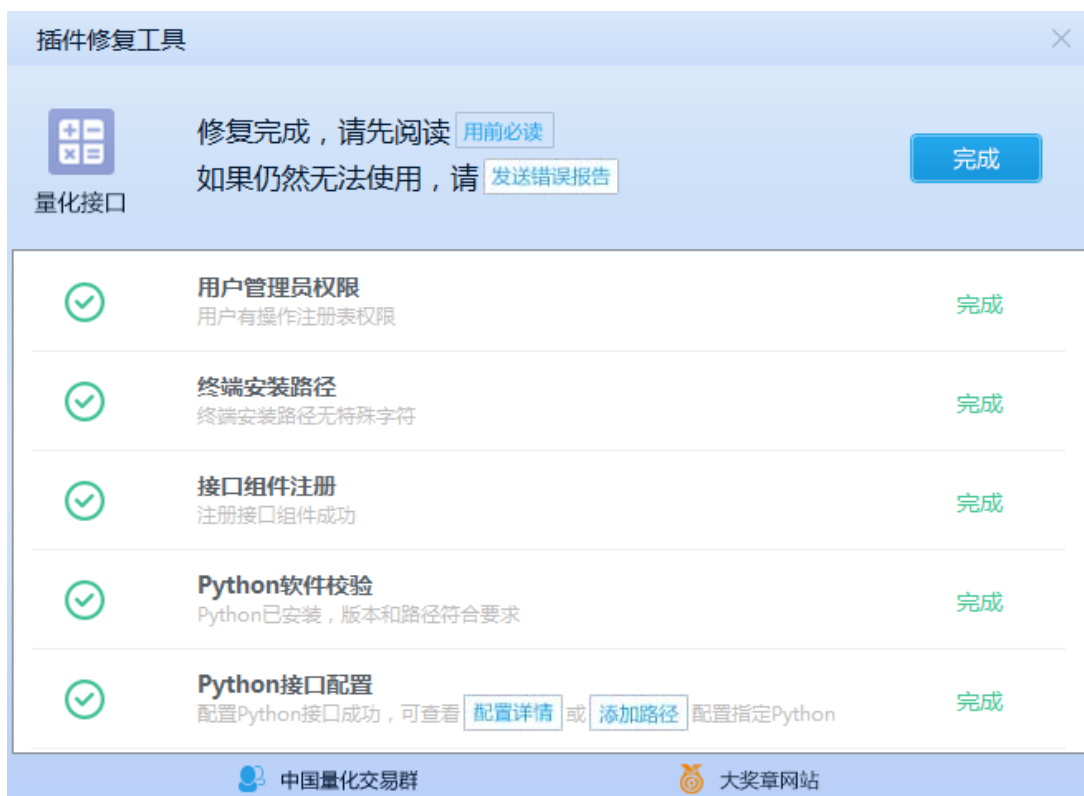 插件修复工具
修复完成，请先阅读 用前必读
如果仍然无法使用，请 发送错误报告
完成
量化接口
用户管理员权限
用户有操作注册表权限
完成
终端安装路径
终端安装路径无特殊字符
完成
接口组件注册
注册接口组件成功
完成
Python软件校验
Python已安装，版本和路径符合要求
完成
Python接口配置
配置Python接口成功，可查看 配置详情 或 添加路径 配置指定Python
完成
中国量化交易群 大奖章网站